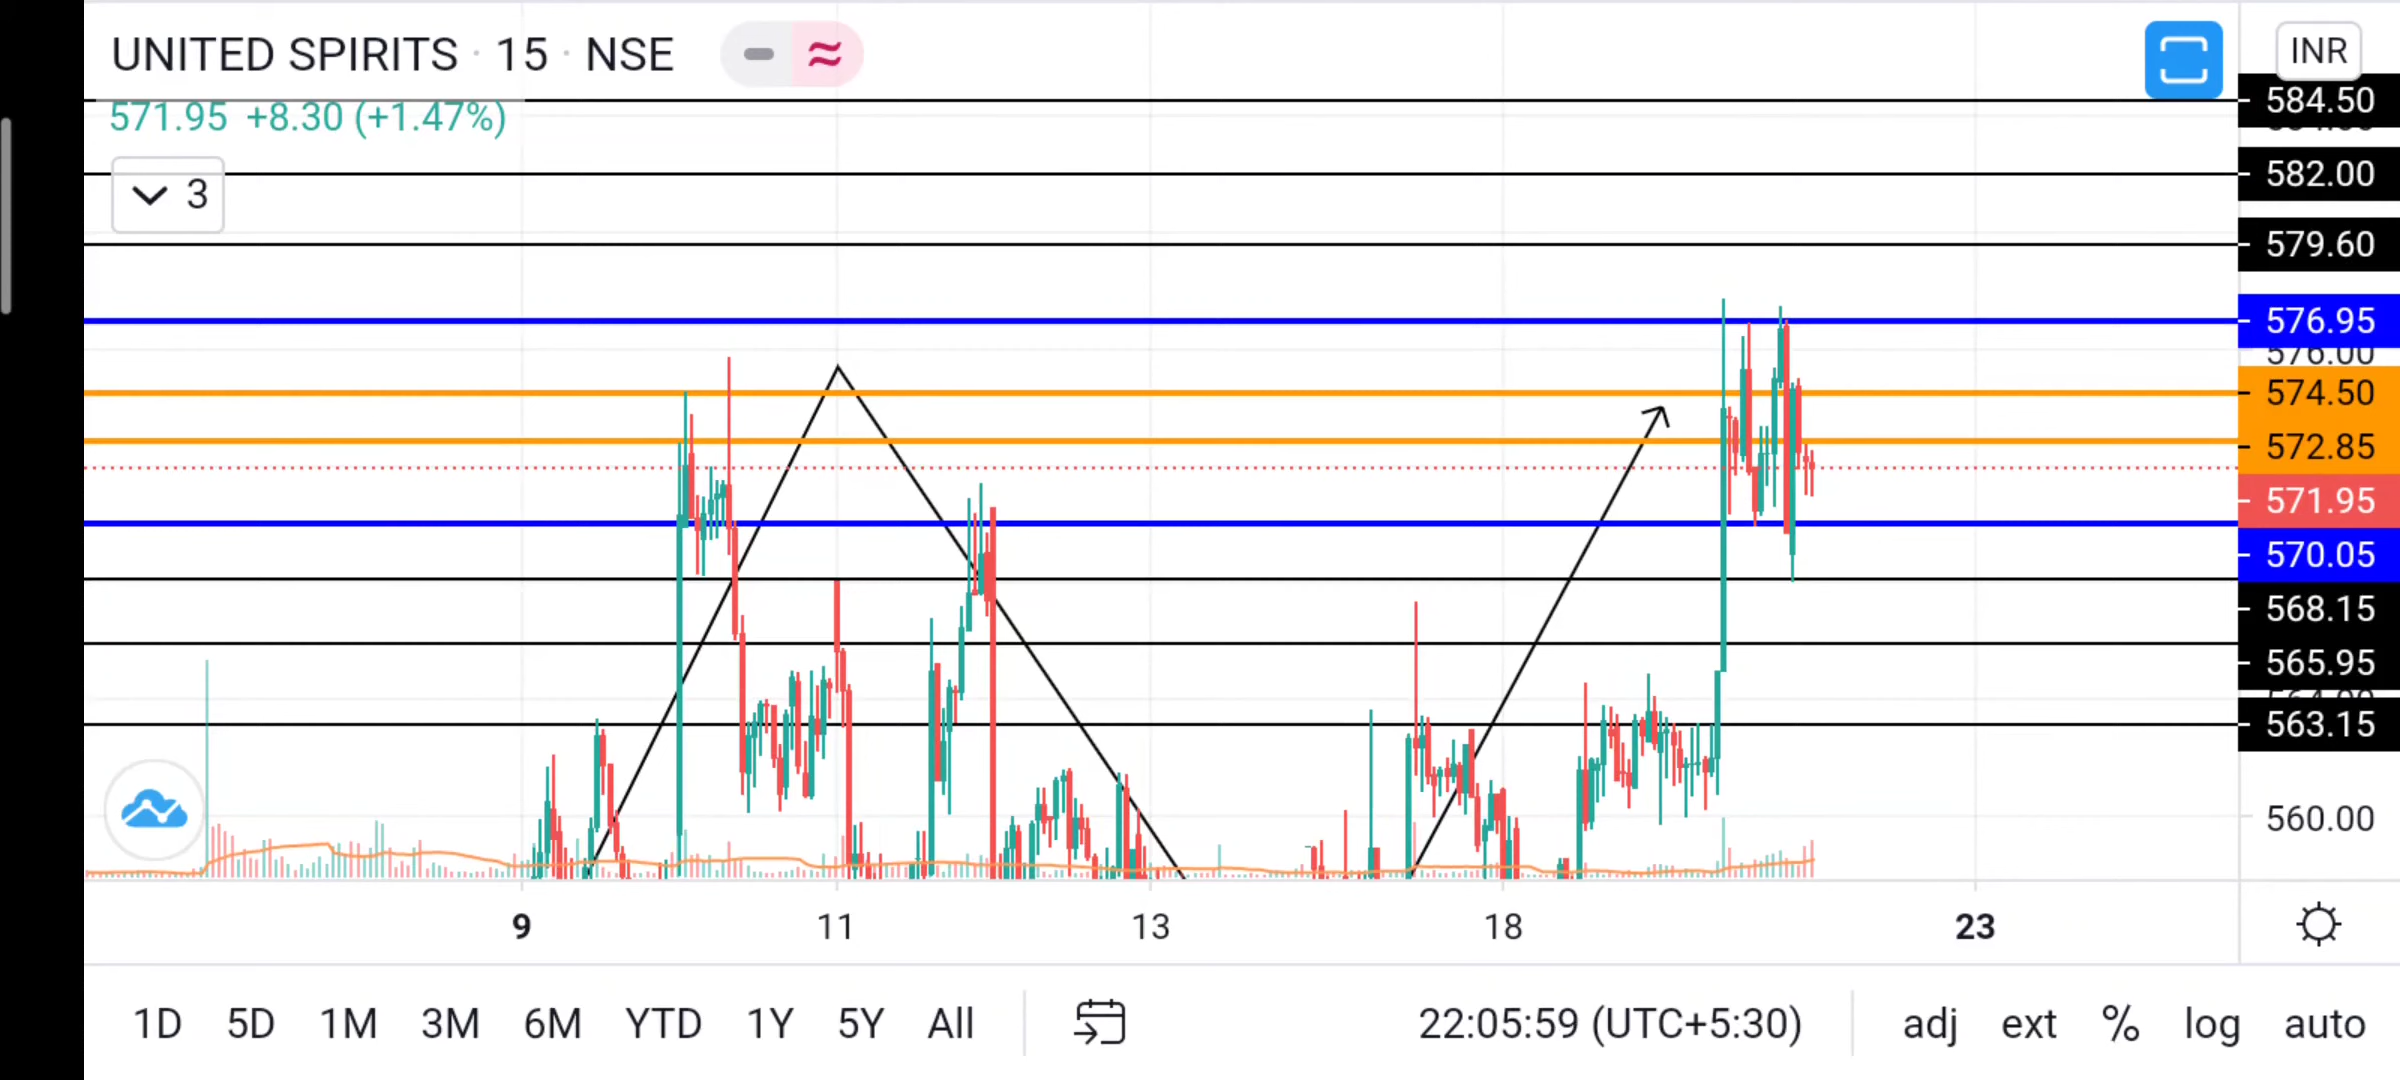 UNITED SPIRITS · 15 · NSE
INR
571.95 +8.30 (+1.47%)
3
584.50
582.00
579.60
576.95
576.00
574.50
572.85
571.95
570.05
568.15
565.95
563.15
560.00
9 11 13 18 23
1D 5D 1M 3M 6M YTD 1Y 5Y All
22:05:59 (UTC+5:30)
adj ext % log auto